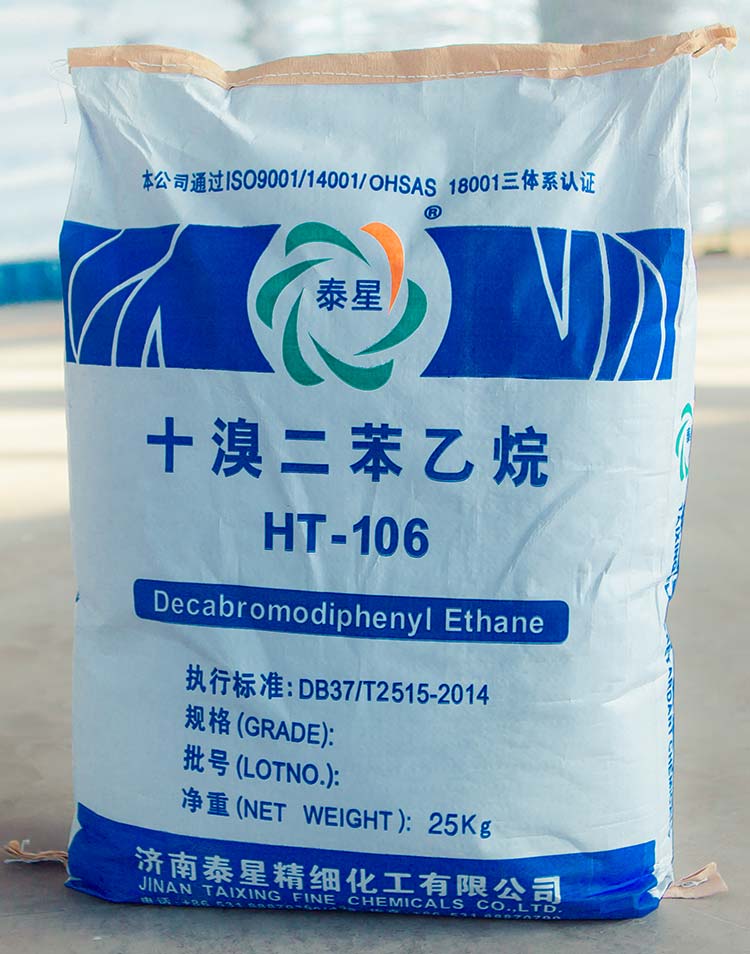 本公司通过ISO9001/14001/OHSAS 18001三体系认证
®
泰星
十溴二苯乙烷
HT-106
Decabromodiphenyl Ethane
执行标准:DB37/T2515-2014
规格(GRADE):
批号(LOTNO.):
净重(NET WEIGHT): 25Kg
济南泰星精细化工有限公司
JINAN TAIXING FINE CHEMICALS CO.,LTD.